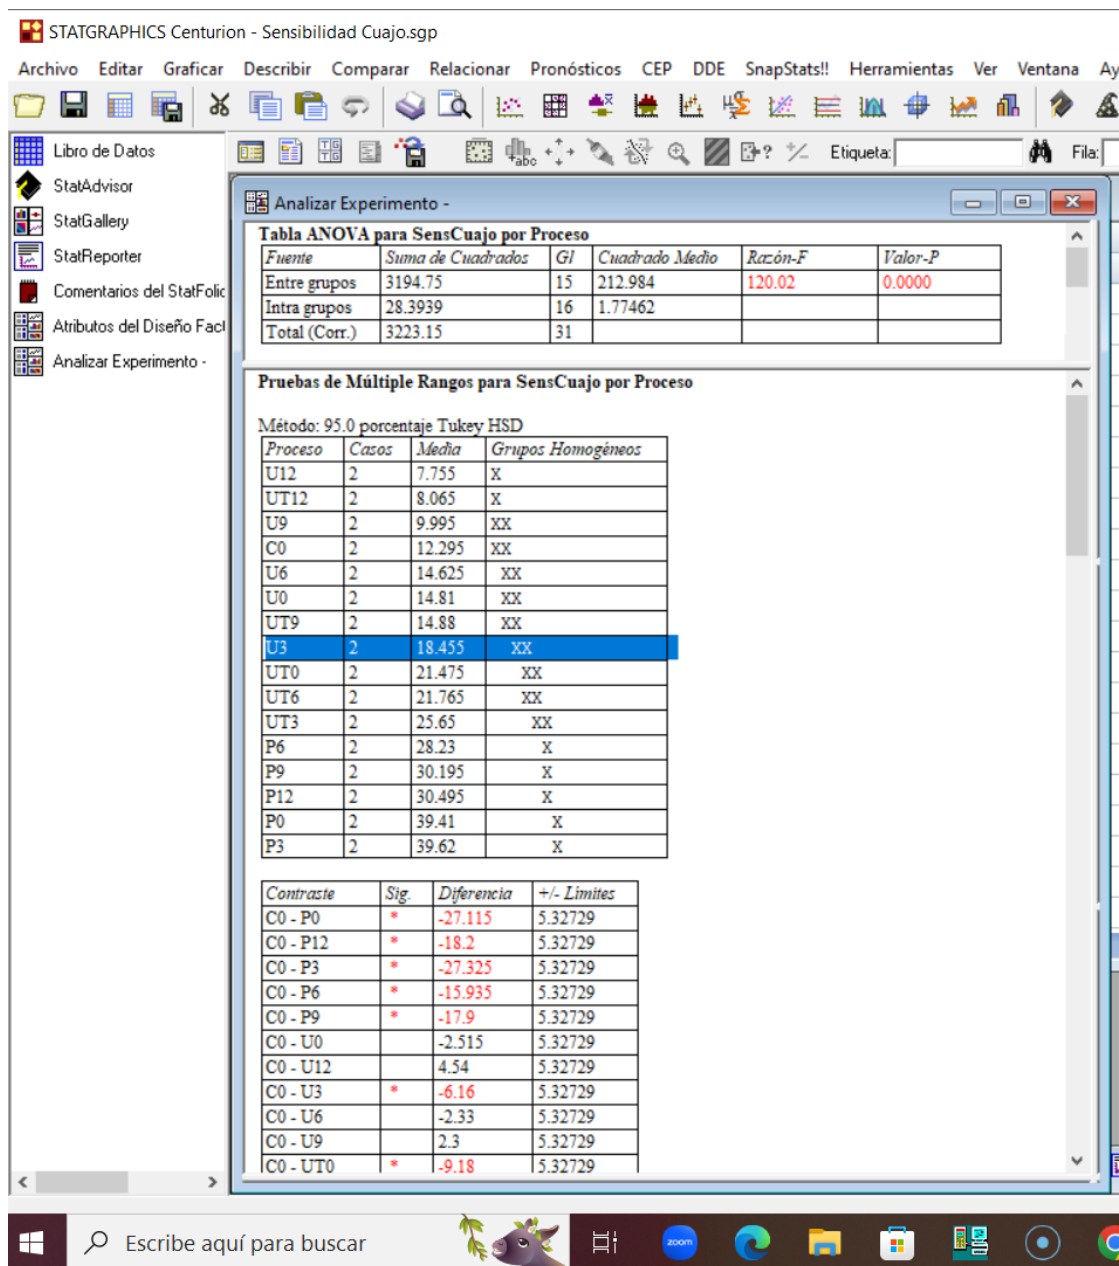 STATGRAPHICS Centurion - Sensibilidad Cuajo.sgp
Archivo Editar Graficar Describir Comparar Relacionar Pronósticos CEP DDE SnapStats!! Herramientas Ver Ventana Ay
Etiqueta: Fila:
Libro de Datos
StatAdvisor
StatGallery
StatReporter
Comentarios del StatFolio
Atributos del Diseño Fact
Analizar Experimento -
Analizar Experimento -
Tabla ANOVA para SensCuajo por Proceso
Fuente Suma de Cuadrados Gl Cuadrado Medio Razón-F Valor-P
Entre grupos 3194.75 15 212.984 120.02 0.0000
Intra grupos 28.3939 16 1.77462
Total (Corr.) 3223.15 31
Pruebas de Múltiple Rangos para SensCuajo por Proceso
Método: 95.0 porcentaje Tukey HSD
Proceso Casos Media Grupos Homogéneos
U12 2 7.755 X
UT12 2 8.065 X
U9 2 9.995 XX
C0 2 12.295 XX
U6 2 14.625 XX
U0 2 14.81 XX
UT9 2 14.88 XX
U3 2 18.455 XX
UT0 2 21.475 XX
UT6 2 21.765 XX
UT3 2 25.65 XX
P6 2 28.23 X
P9 2 30.195 X
P12 2 30.495 X
P0 2 39.41 X
P3 2 39.62 X
Contraste Sig. Diferencia +/- Límites
C0 - P0 * -27.115 5.32729
C0 - P12 * -18.2 5.32729
C0 - P3 * -27.325 5.32729
C0 - P6 * -15.935 5.32729
C0 - P9 * -17.9 5.32729
C0 - U0 -2.515 5.32729
C0 - U12 4.54 5.32729
C0 - U3 * -6.16 5.32729
C0 - U6 -2.33 5.32729
C0 - U9 2.3 5.32729
C0 - UT0 * -9.18 5.32729
Escribe aquí para buscar
zoom